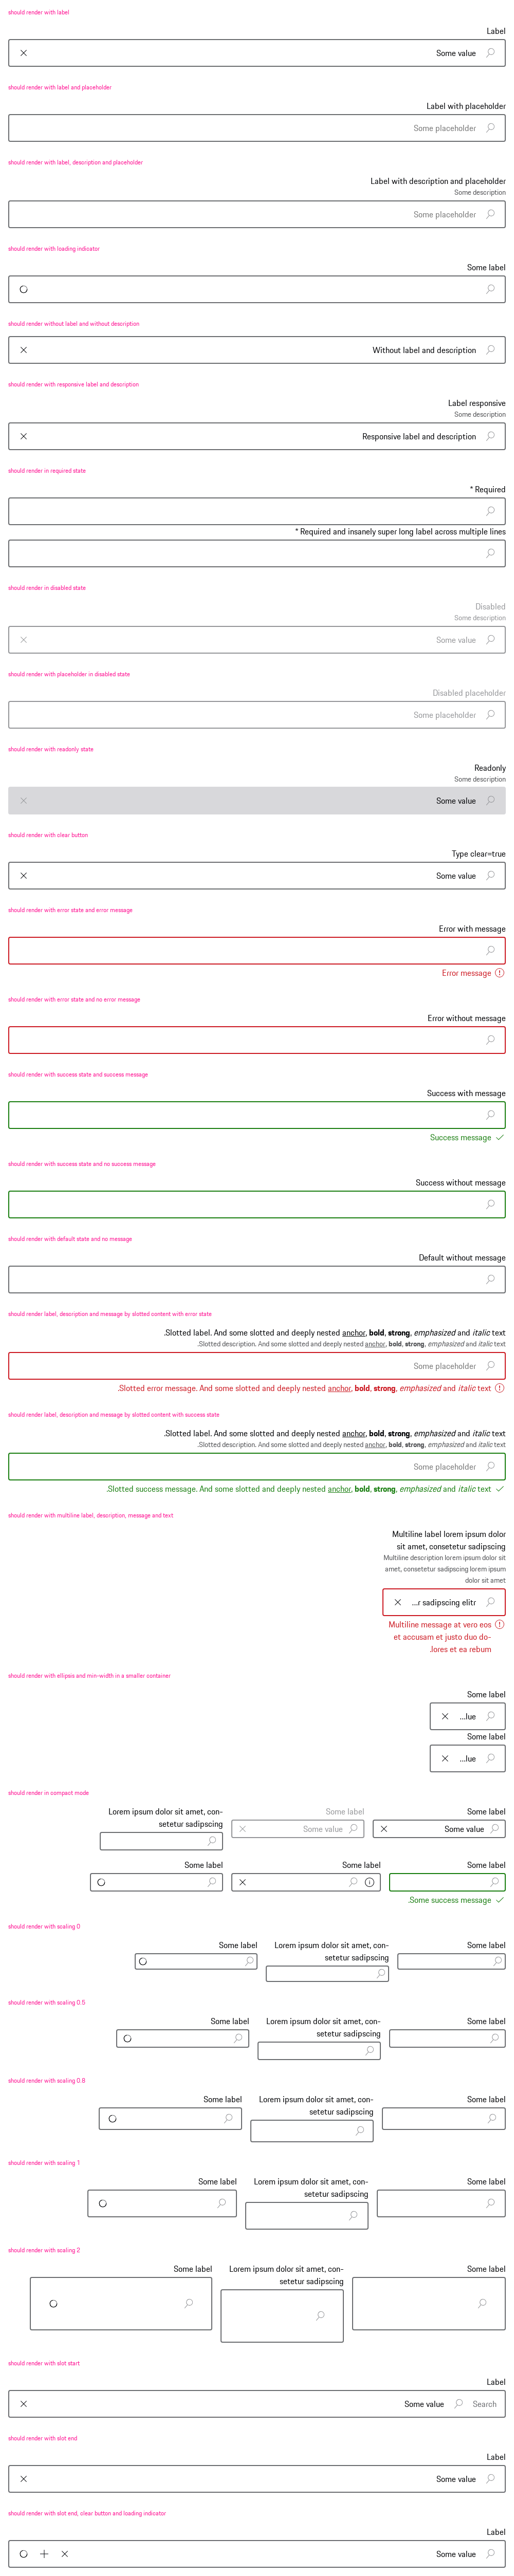 should render with label
Label
Some value
should render with label and placeholder
Label with placeholder
Some placeholder
should render with label, description and placeholder
Label with description and placeholder
Some description
Some placeholder
should render with loading indicator
Some label
should render without label and without description
Without label and description
should render with responsive label and description
Label responsive
Some description
Responsive label and description
should render in required state
* Required
* Required and insanely super long label across multiple lines
should render in disabled state
Disabled
Some description
Some value
should render with placeholder in disabled state
Disabled placeholder
Some placeholder
should render with readonly state
Readonly
Some description
Some value
should render with clear button
Type clear=true
Some value
should render with error state and error message
Error with message
Error message
should render with error state and no error message
Error without message
should render with success state and success message
Success with message
Success message
should render with success state and no success message
Success without message
should render with default state and no message
Default without message
should render label, description and message by slotted content with error state
.Slotted label. And some slotted and deeply nested anchor, bold, strong, emphasized and italic text
.Slotted description. And some slotted and deeply nested anchor, bold, strong, emphasized and italic text
Some placeholder
.Slotted error message. And some slotted and deeply nested anchor, bold, strong, emphasized and italic text
should render label, description and message by slotted content with success state
.Slotted label. And some slotted and deeply nested anchor, bold, strong, emphasized and italic text
.Slotted description. And some slotted and deeply nested anchor, bold, strong, emphasized and italic text
Some placeholder
.Slotted success message. And some slotted and deeply nested anchor, bold, strong, emphasized and italic text
should render with multiline label, description, message and text
Multiline label lorem ipsum dolor
sit amet, consetetur sadipscing
Multiline description lorem ipsum dolor sit
amet, consetetur sadipscing lorem ipsum
dolor sit amet
...r sadipscing elitr
Multiline message at vero eos
et accusam et justo duo do-
.lores et ea rebum
should render with ellipsis and min-width in a smaller container
Some label
...lue
Some label
...lue
should render in compact mode
Lorem ipsum dolor sit amet, con-
setetur sadipscing
Some label
Some value
Some label
Some value
Some label
Some label
Some label
.Some success message
should render with scaling 0
Some label
Lorem ipsum dolor sit amet, con-
setetur sadipscing
Some label
should render with scaling 0.5
Some label
Lorem ipsum dolor sit amet, con-
setetur sadipscing
Some label
should render with scaling 0.8
Some label
Lorem ipsum dolor sit amet, con-
setetur sadipscing
Some label
should render with scaling 1
Some label
Lorem ipsum dolor sit amet, con-
setetur sadipscing
Some label
should render with scaling 2
Some label
Lorem ipsum dolor sit amet, con-
setetur sadipscing
Some label
should render with slot start
Label
Some value
Search
should render with slot end
Label
Some value
should render with slot end, clear button and loading indicator
Label
Some value